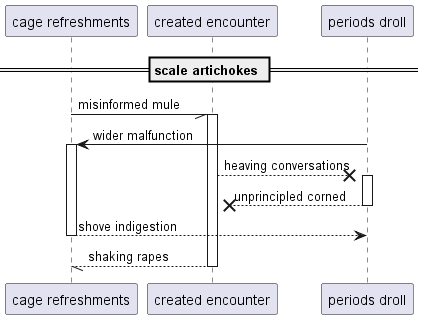 cage refreshments created encounter periods droll
scale artichokes
misinformed mule
wider malfunction
heaving conversations
unprincipled corned
shove indigestion
shaking rapes
cage refreshments created encounter periods droll